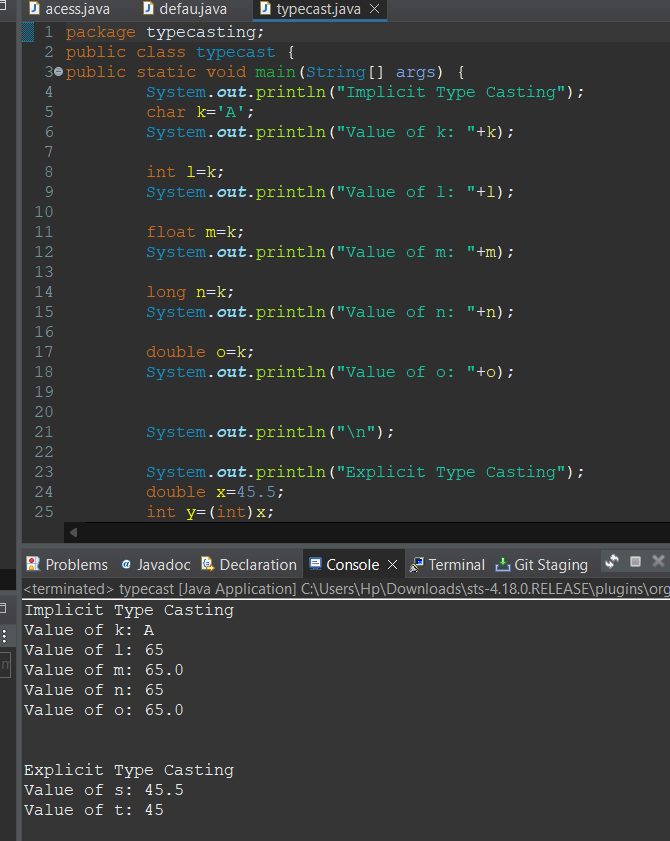 acess.java defau.java typecast.java
1 package typecasting;
2 public class typecast {
3 public static void main(String[] args) {
4 System.out.println("Implicit Type Casting");
5 char k='A';
6 System.out.println("Value of k: "+k);
7
8 int l=k;
9 System.out.println("Value of l: "+l);
10
11 float m=k;
12 System.out.println("Value of m: "+m);
13
14 long n=k;
15 System.out.println("Value of n: "+n);
16
17 double o=k;
18 System.out.println("Value of o: "+o);
19
20
21 System.out.println("\n");
22
23 System.out.println("Explicit Type Casting");
24 double x=45.5;
25 int y=(int)x;
Problems Javadoc Declaration Console Terminal Git Staging
<terminated> typecast [Java Application] C:\Users\Hp\Downloads\sts-4.18.0.RELEASE\plugins\org
Implicit Type Casting
Value of k: A
Value of l: 65
Value of m: 65.0
Value of n: 65
Value of o: 65.0
Explicit Type Casting
Value of s: 45.5
Value of t: 45